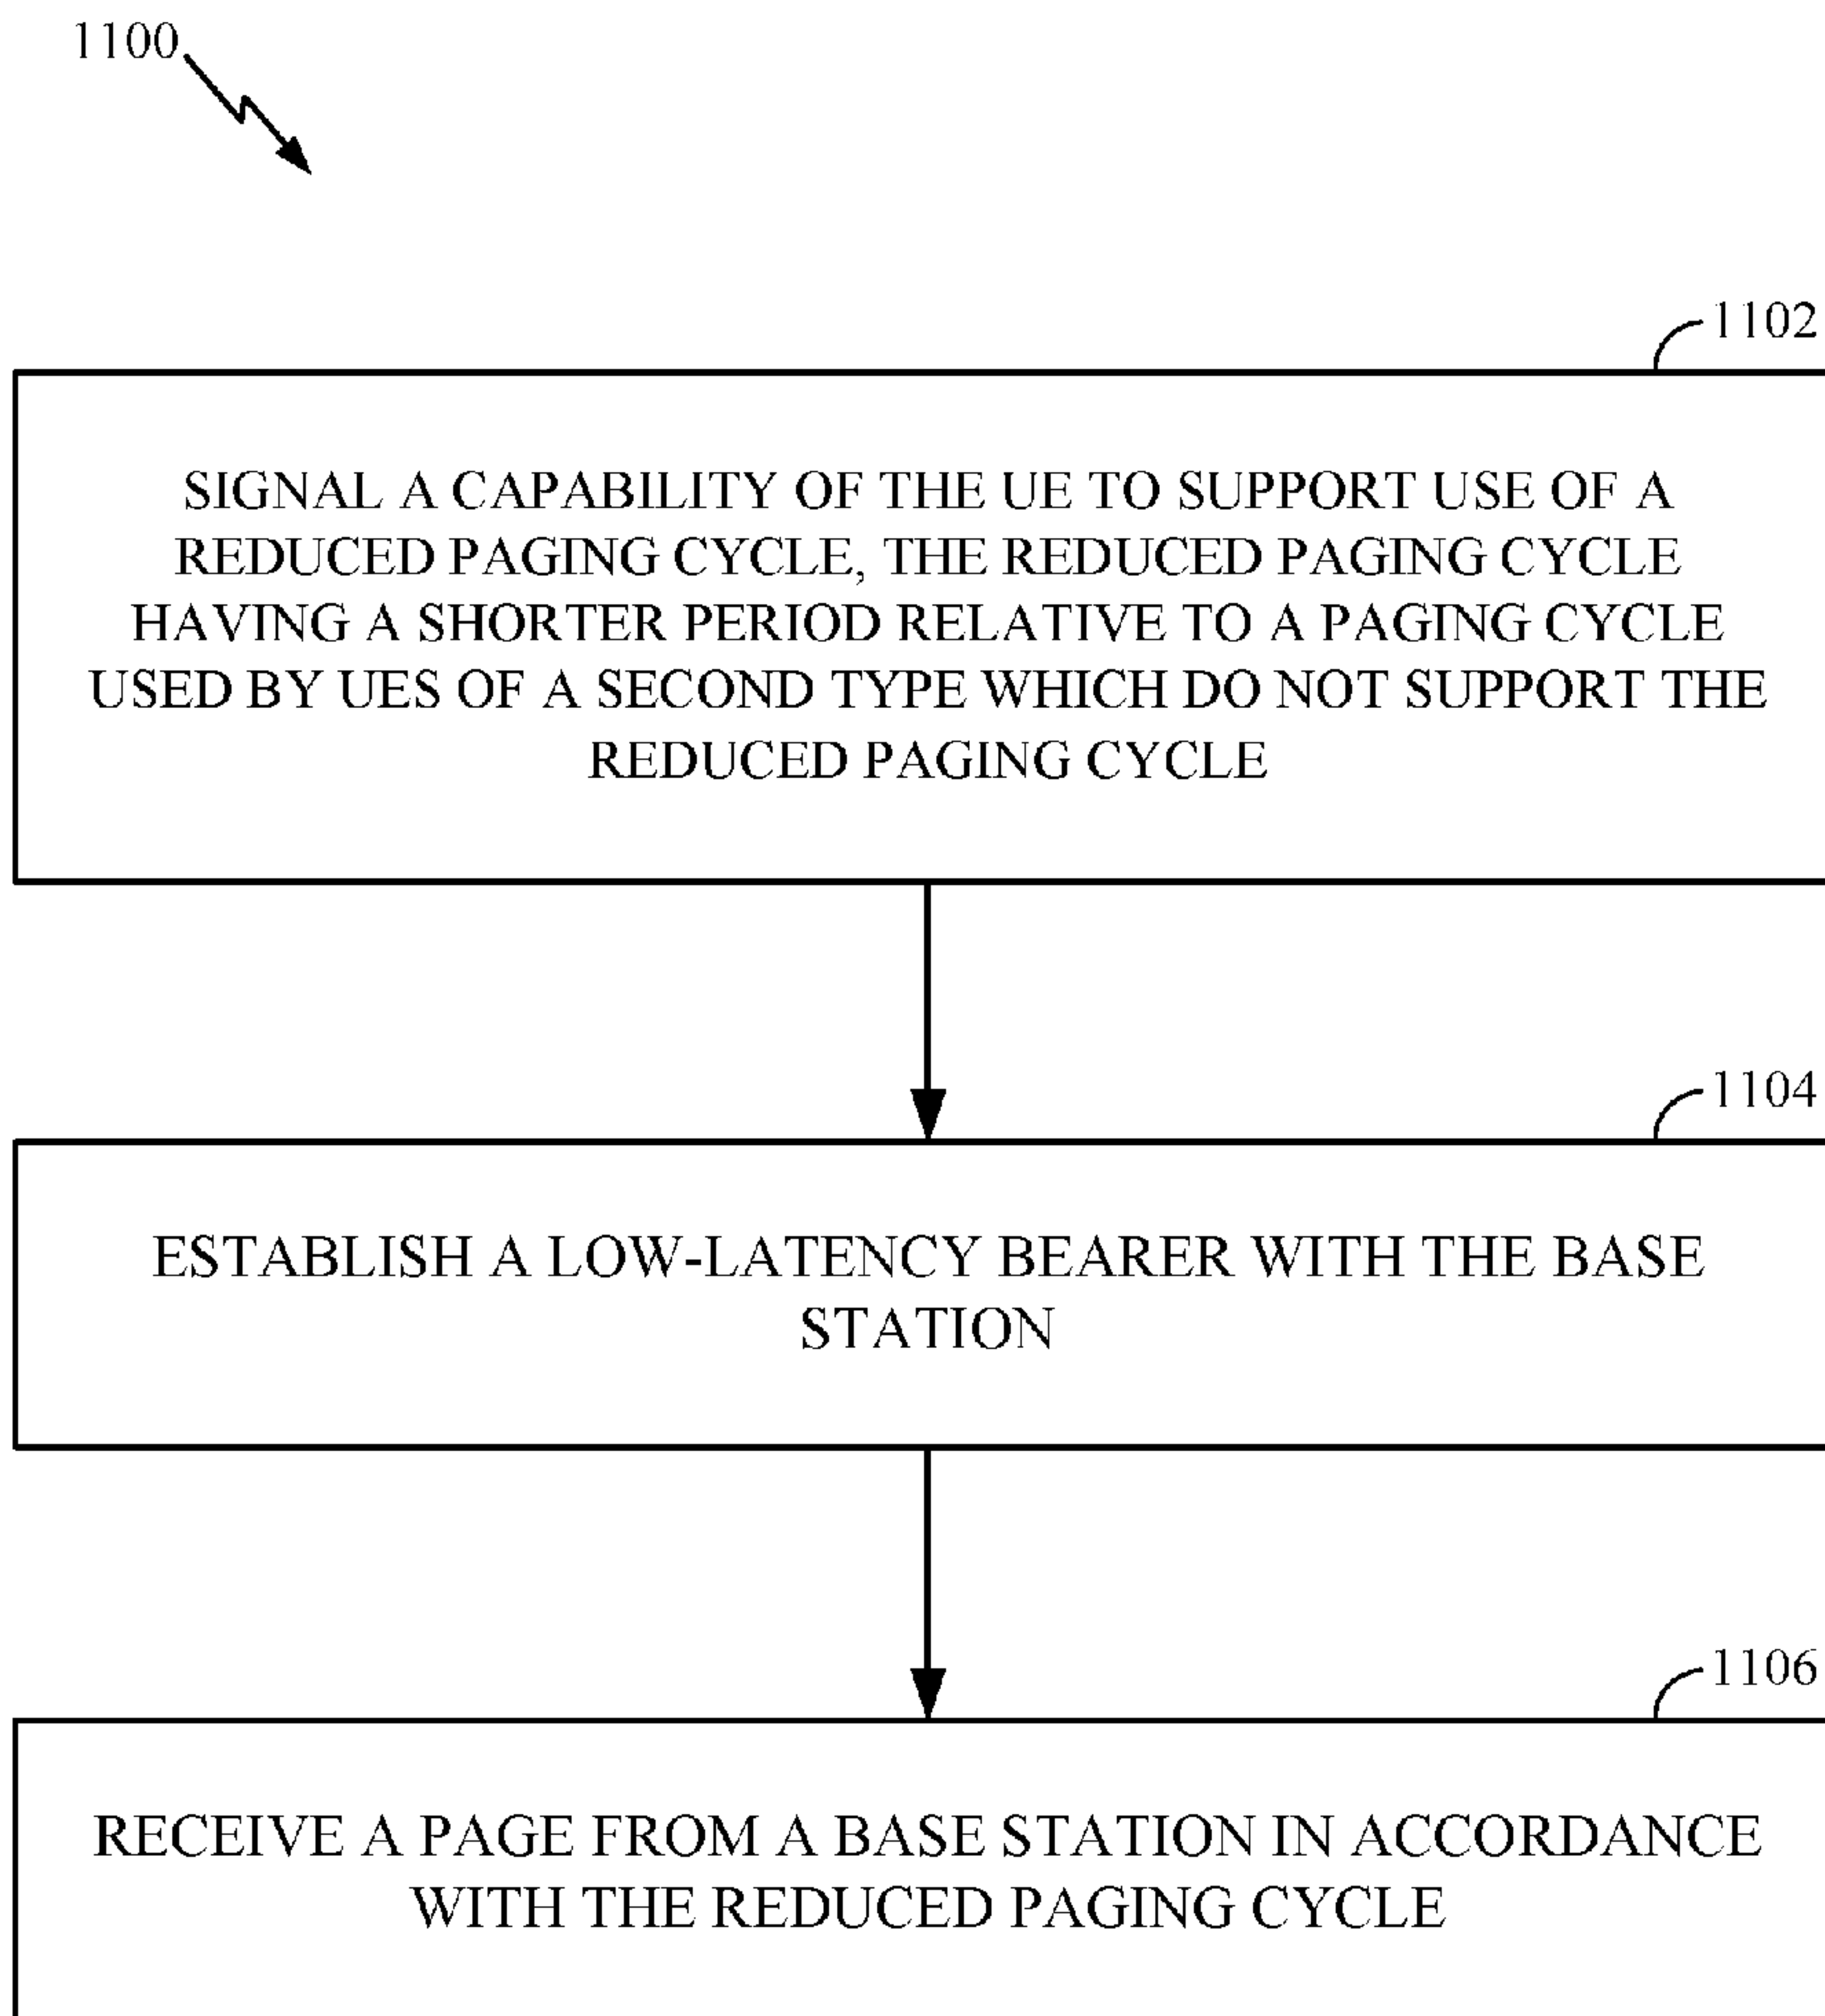 1100
1102
SIGNAL A CAPABILITY OF THE UE TO SUPPORT USE OF A
REDUCED PAGING CYCLE, THE REDUCED PAGING CYCLE
HAVING A SHORTER PERIOD RELATIVE TO A PAGING CYCLE
USED BY UES OF A SECOND TYPE WHICH DO NOT SUPPORT THE
REDUCED PAGING CYCLE
1104
ESTABLISH A LOW-LATENCY BEARER WITH THE BASE
STATION
1106
RECEIVE A PAGE FROM A BASE STATION IN ACCORDANCE
WITH THE REDUCED PAGING CYCLE